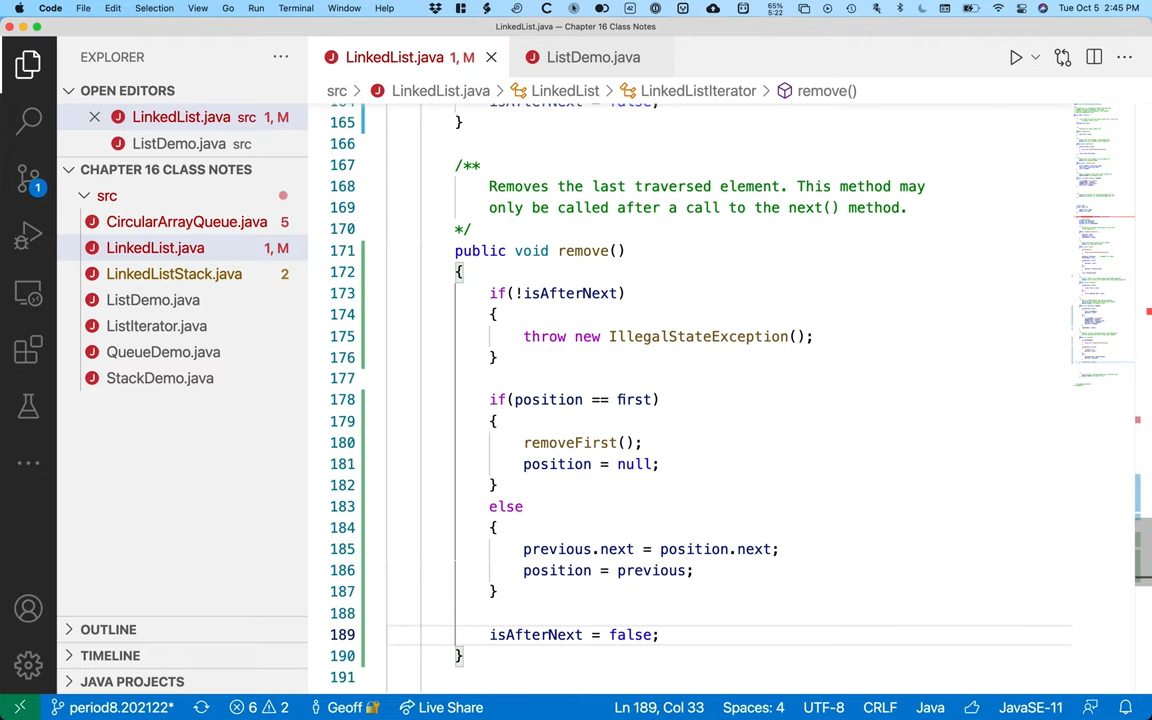 Code File Edit Selection View Go Run Terminal Window Help 65% 5:22 Tue Oct 5 2:45 PM
LinkedList.java — Chapter 16 Class Notes
EXPLORER
LinkedList.java 1, M
ListDemo.java
OPEN EDITORS
src > LinkedList.java > LinkedList > LinkedListIterator > remove()
LinkedList.java src 1, M
ListDemo.java src
CHAPTER 16 CLASS NOTES
src
CircularArrayQueue.java 5
LinkedList.java 1, M
LinkedListStack.java 2
ListDemo.java
ListIterator.java
QueueDemo.java
StackDemo.java
OUTLINE
TIMELINE
JAVA PROJECTS
1
164 isAfterNext = false;
165 }
166
167 /**
168 Removes the last traversed element. This method may
169 only be called after a call to the next() method.
170 */
171 public void remove()
172 {
173 if(!isAfterNext)
174 {
175 throw new IllegalStateException();
176 }
177
178 if(position == first)
179 {
180 removeFirst();
181 position = null;
182 }
183 else
184 {
185 previous.next = position.next;
186 position = previous;
187 }
188
189 isAfterNext = false;
190 }
191
period8.202122* 6 2 Geoff Live Share Ln 189, Col 33 Spaces: 4 UTF-8 CRLF Java JavaSE-11